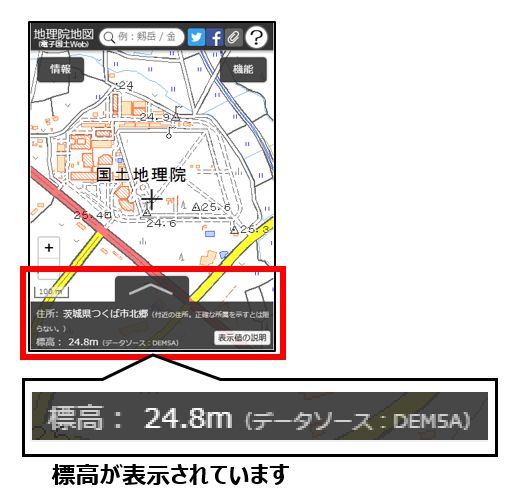 地理院地図
(電子国土Web)
例：剱岳 / 金
情報
機能
24
24.9
国土地理院
25.4
24.6
25.6
25.3
+
100 m
住所: 茨城県つくば市北郷 (付近の住所。正確な所属を示すとは限
らない。)
標高： 24.8m (データソース：DEM5A)
表示値の説明
標高： 24.8m (データソース：DEM5A)
標高が表示されています